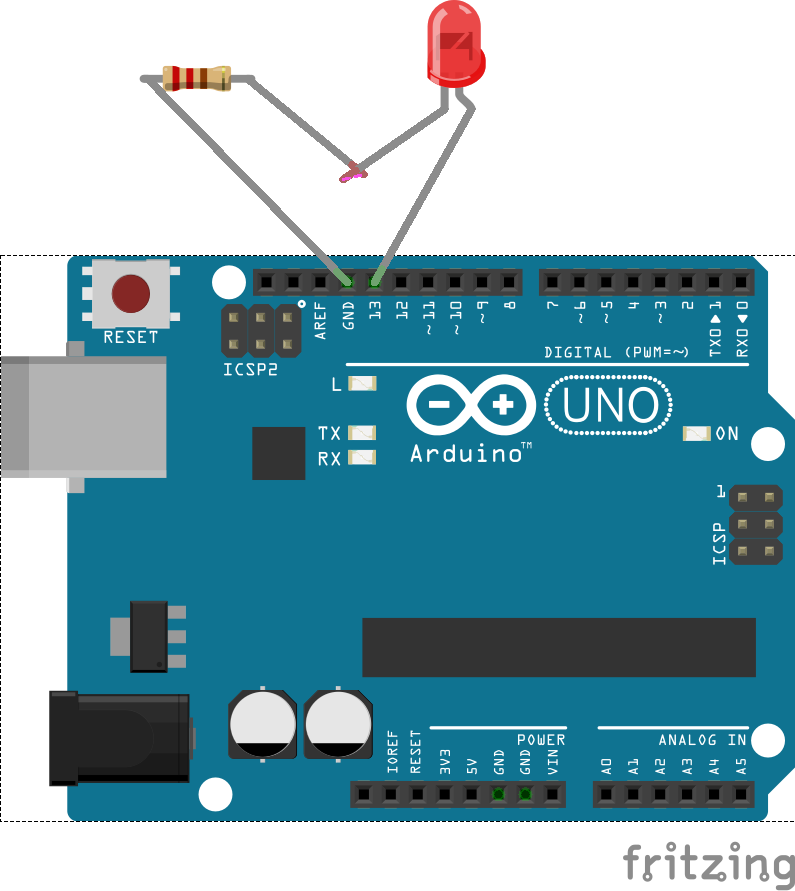 RESET
ICSP2
AREF
GND
13
12
~11
~10
~9
8
7
~6
~5
4
~3
2
TX0▶1
RX0◀0
DIGITAL (PWM=~)
L
TX
RX
UNO
Arduino™
ON
1
ICSP
IOREF
RESET
3V3
5V
GND
GND
VIN
POWER
ANALOG IN
A0
A1
A2
A3
A4
A5
fritzing